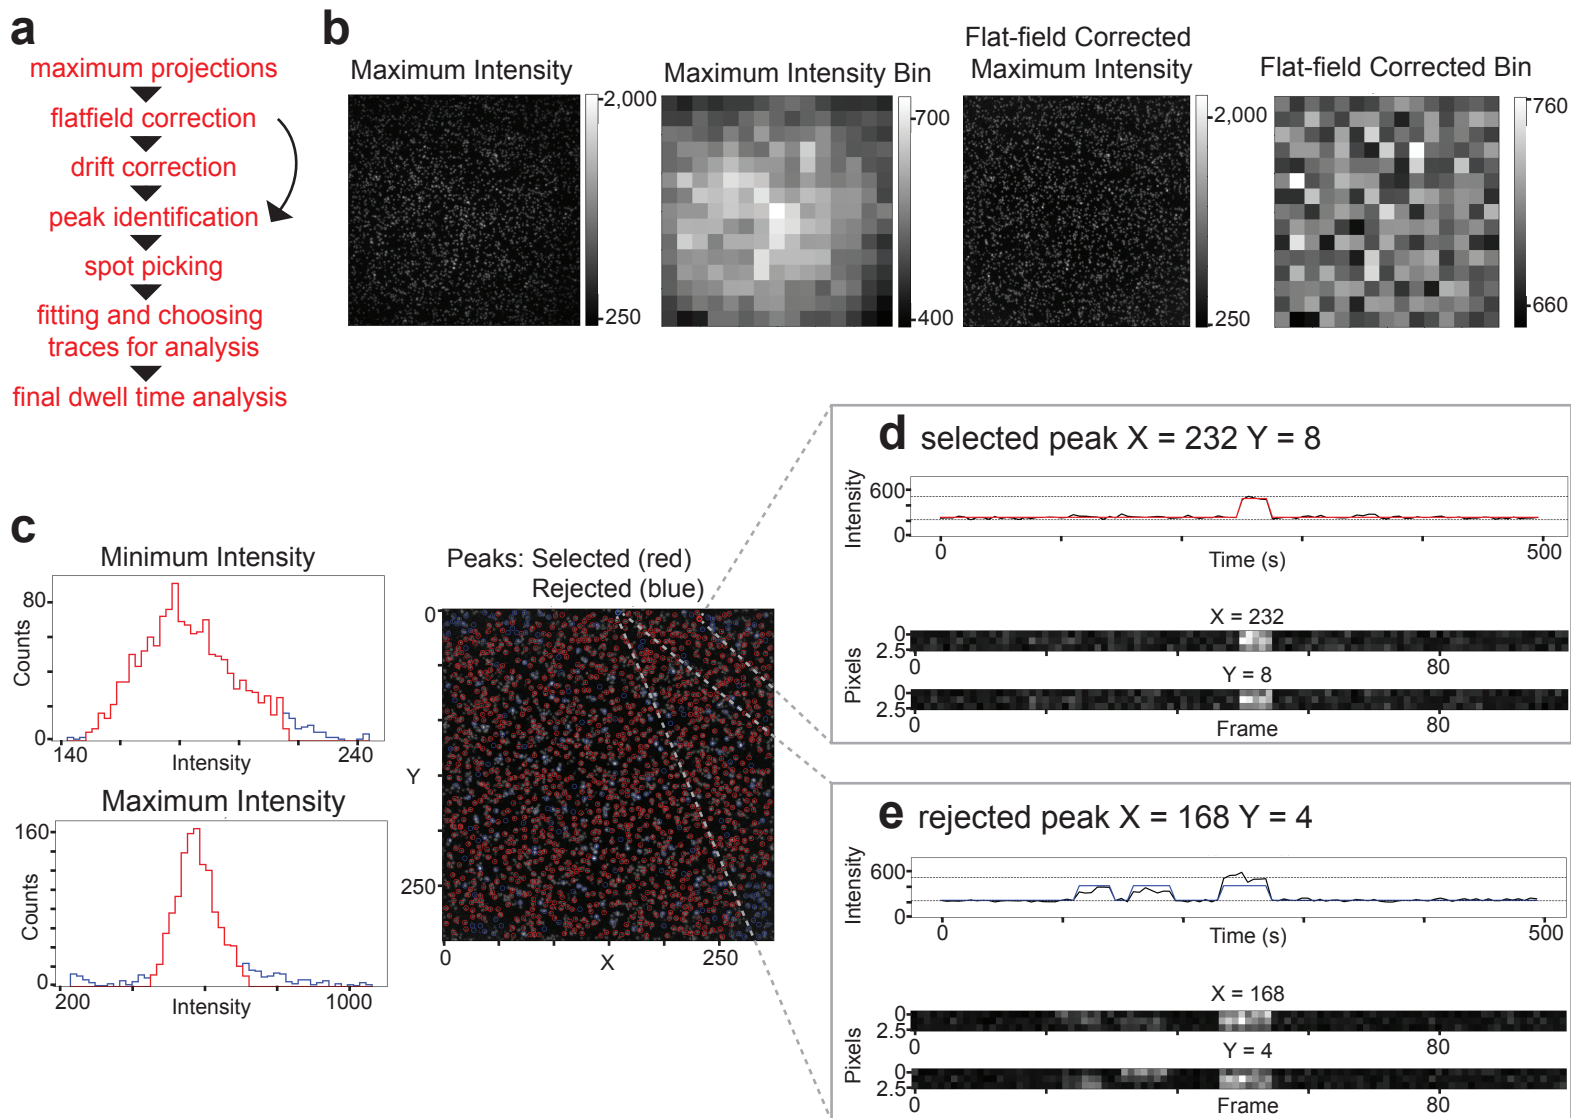 a
maximum projections
flatfield correction
drift correction
peak identification
spot picking
fitting and choosing
traces for analysis
final dwell time analysis
b
Maximum Intensity
2,000
250
Maximum Intensity Bin
700
400
Flat-field Corrected
Maximum Intensity
2,000
250
Flat-field Corrected Bin
760
660
c
Minimum Intensity
Counts
80
0
140
240
Intensity
Maximum Intensity
Counts
160
0
200
1000
Intensity
Peaks: Selected (red)
Rejected (blue)
0
Y
250
0
X
250
d selected peak X = 232 Y = 8
Intensity
600
0
0
Time (s)
500
X = 232
Pixels
0
2.5
0
80
Y = 8
0
2.5
0
Frame
80
e rejected peak X = 168 Y = 4
Intensity
600
0
0
Time (s)
500
X = 168
Pixels
0
2.5
0
80
Y = 4
0
2.5
0
Frame
80